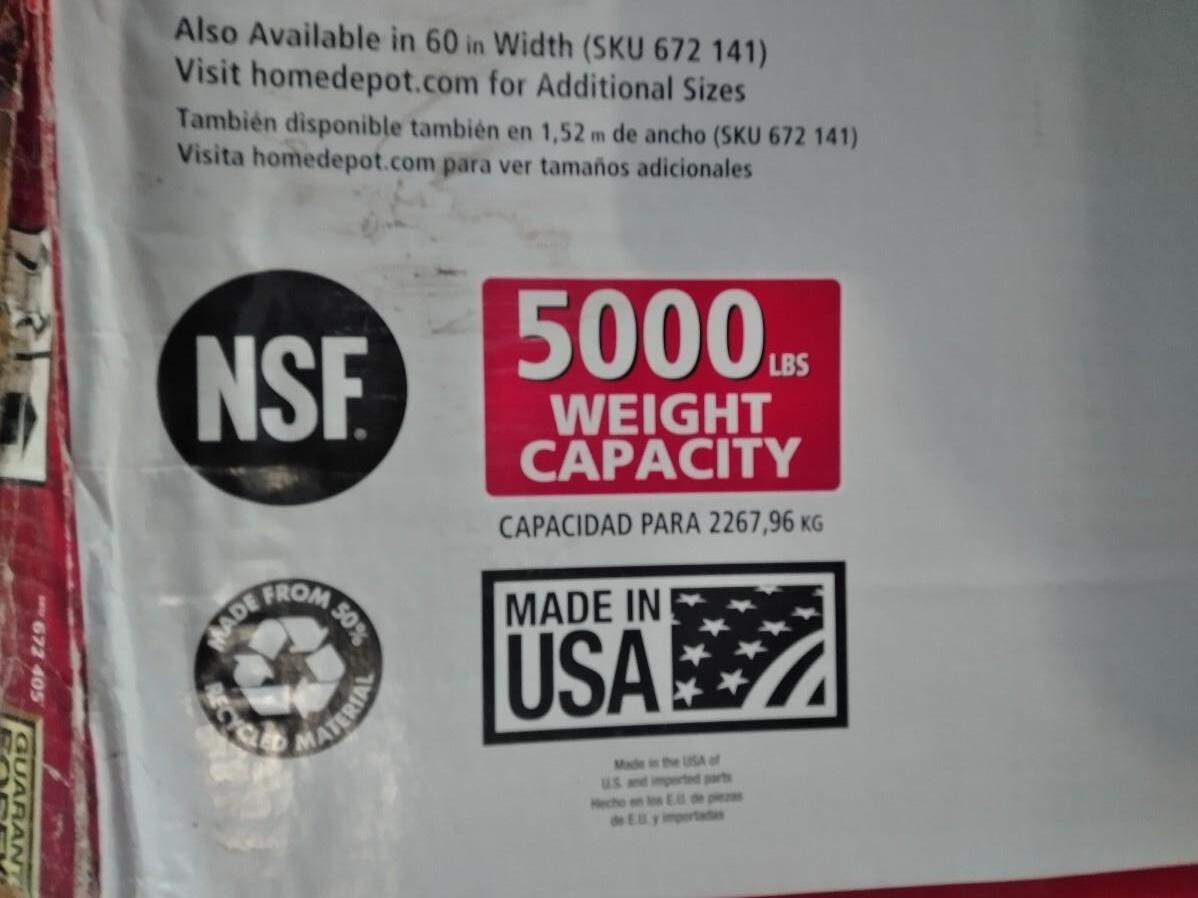 Also Available in 60 in Width (SKU 672 141)
Visit homedepot.com for Additional Sizes
También disponible también en 1,52 m de ancho (SKU 672 141)
Visita homedepot.com para ver tamaños adicionales
NSF.
5000 LBS
WEIGHT
CAPACITY
CAPACIDAD PARA 2267,96 KG
MADE FROM 50%
RECYCLED MATERIAL
MADE IN
USA
Made in the USA of
U.S. and imported parts
Hecho en los E.U. de piezas
de E.U. y importadas
672 405